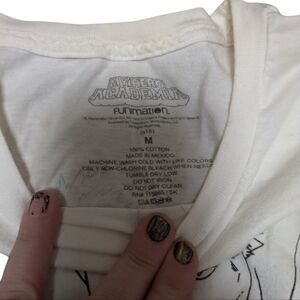 MY HERO
ACADEMIA
FUNIMATION
M
100% COTTON
MADE IN MEXICO
MACHINE WASH COLD WITH LIKE COLORS
ONLY NON-CHLORINE BLEACH WHEN NEEDED
TUMBLE DRY LOW
DO NOT IRON
DO NOT DRY CLEAN